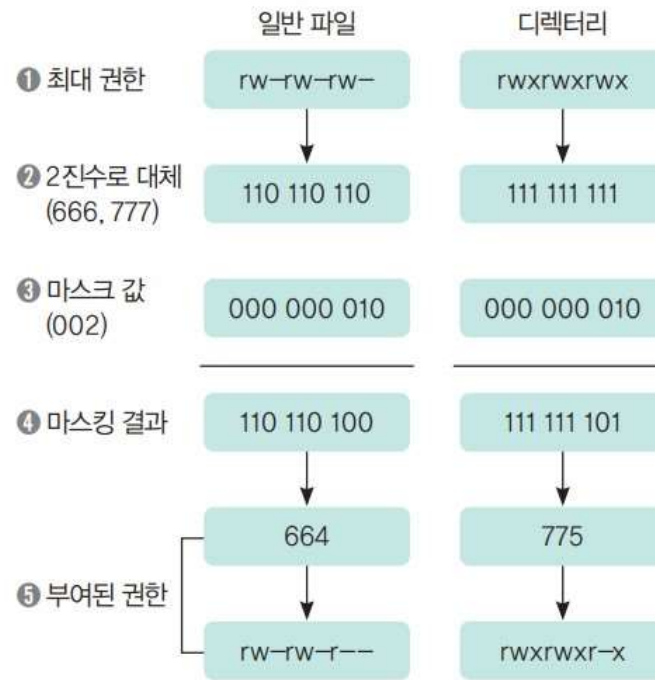 일반 파일 디렉터리
❶ 최대 권한 rw-rw-rw- rwxrwxrwx
❷ 2진수로 대체 110 110 110 111 111 111
(666, 777)
❸ 마스크 값 000 000 010 000 000 010
(002)
❹ 마스킹 결과 110 110 100 111 111 101
664 775
❺ 부여된 권한
rw-rw-r-- rwxrwxr-x